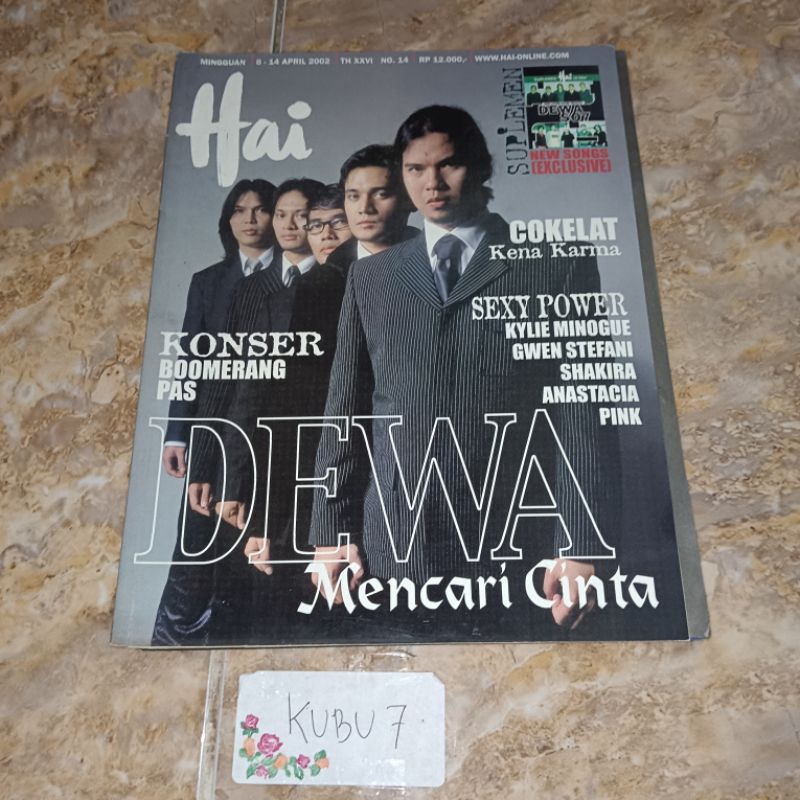 MINGGUAN | 8 - 14 APRIL 2002 | TH XXVI NO. 14 | RP 12.000,- | WWW.HAI-ONLINE.COM
Hai
SUPLEMEN
Hai
DEWA
NEW SONGS
(EXCLUSIVE)
COKELAT
Kena Karma
SEXY POWER
KYLIE MINOGUE
GWEN STEFANI
SHAKIRA
ANASTACIA
PINK
KONSER
BOOMERANG
PAS
DEWA
Mencari Cinta
KUBU 7